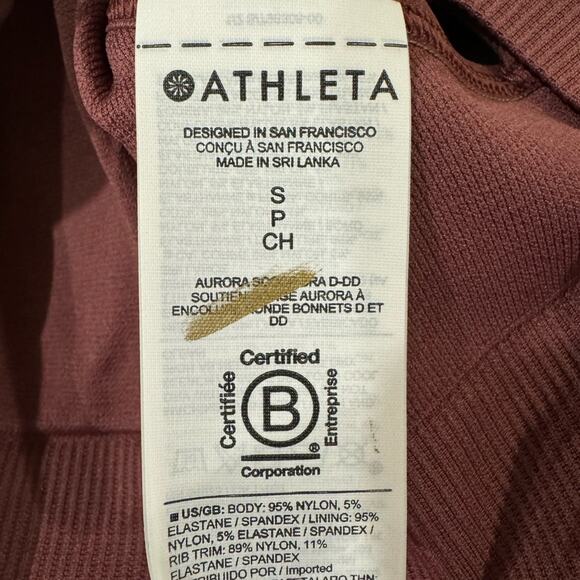 ATHLETA
DESIGNED IN SAN FRANCISCO
CONÇU À SAN FRANCISCO
MADE IN SRI LANKA
S
P
CH
AURORA D-DD
SOUTIEN AURORA À
BONNETS D ET
DD
Certified
Certifiée
B
Entreprise
®
Corporation
US/GB: BODY: 95% NYLON, 5%
ELASTANE / SPANDEX / LINING: 95%
NYLON, 5% ELASTANE / SPANDEX /
RIB TRIM: 89% NYLON, 11%
ELASTANE / SPANDEX
POR / Imported